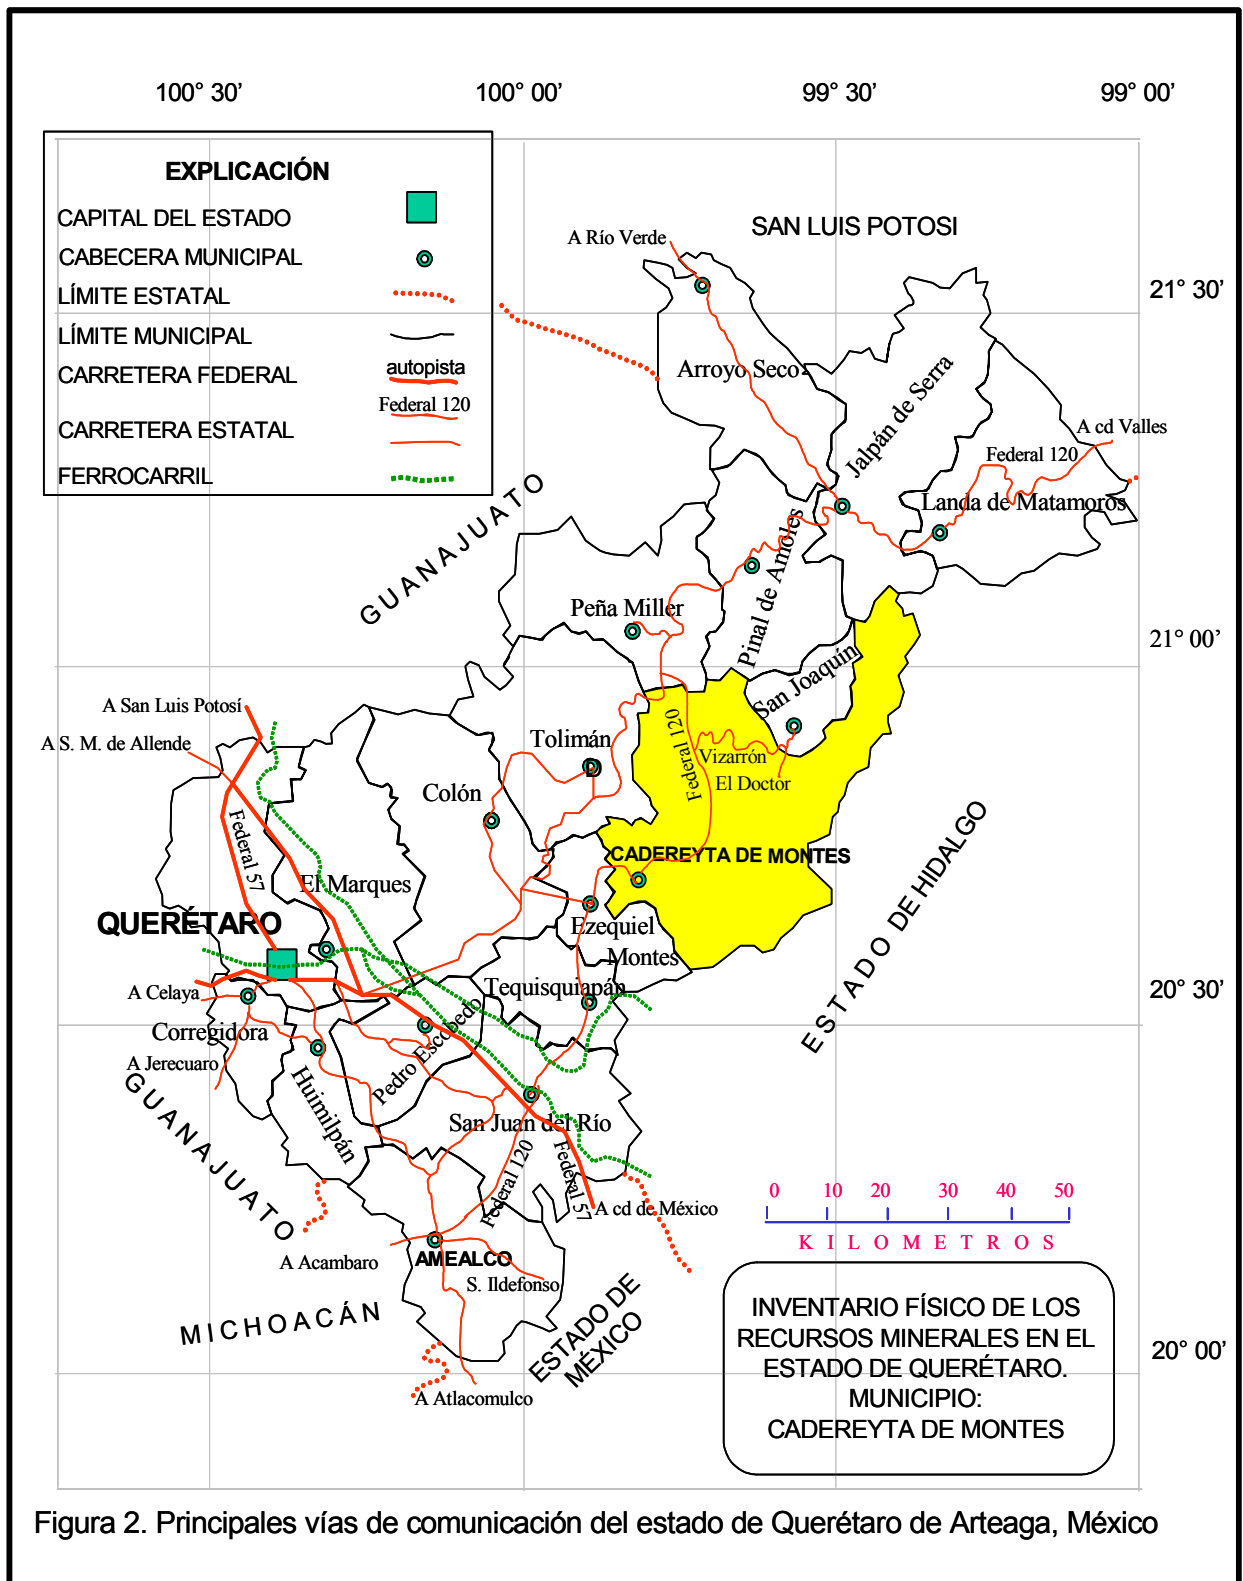 100° 30’
100° 00’
99° 30’
99° 00’
EXPLICACIÓN
CAPITAL DEL ESTADO
CABECERA MUNICIPAL
LÍMITE ESTATAL
LÍMITE MUNICIPAL
CARRETERA FEDERAL
autopista
Federal 120
CARRETERA ESTATAL
FERROCARRIL
SAN LUIS POTOSI
A Río Verde
21° 30’
Arroyo Seco
Jalpán de Serra
A cd Valles
Federal 120
Landa de Matamoros
GUANAJUATO
Pinal de Amoles
Peña Miller
21° 00’
San Joaquín
A San Luis Potosí
A S. M. de Allende
Tolimán
D
Federal 120
Vizarrón
El Doctor
Colón
Federal 57
CADEREYTA DE MONTES
El Marques
ESTADO DE HIDALGO
QUERÉTARO
Ezequiel
Montes
Tequisquiapán
A Celaya
20° 30’
Corregidora
A Jerecuaro
Pedro Escobedo
Huimilpán
GUANAJUATO
San Juan del Río
Federal 120
Federal 57
A cd de México
0 10 20 30 40 50
KILOMETROS
A Acambaro
AMEALCO
S. Ildefonso
MICHOACÁN
ESTADO DE
MÉXICO
A Atlacomulco
20° 00’
INVENTARIO FÍSICO DE LOS
RECURSOS MINERALES EN EL
ESTADO DE QUERÉTARO.
MUNICIPIO:
CADEREYTA DE MONTES
Figura 2. Principales vías de comunicación del estado de Querétaro de Arteaga, México